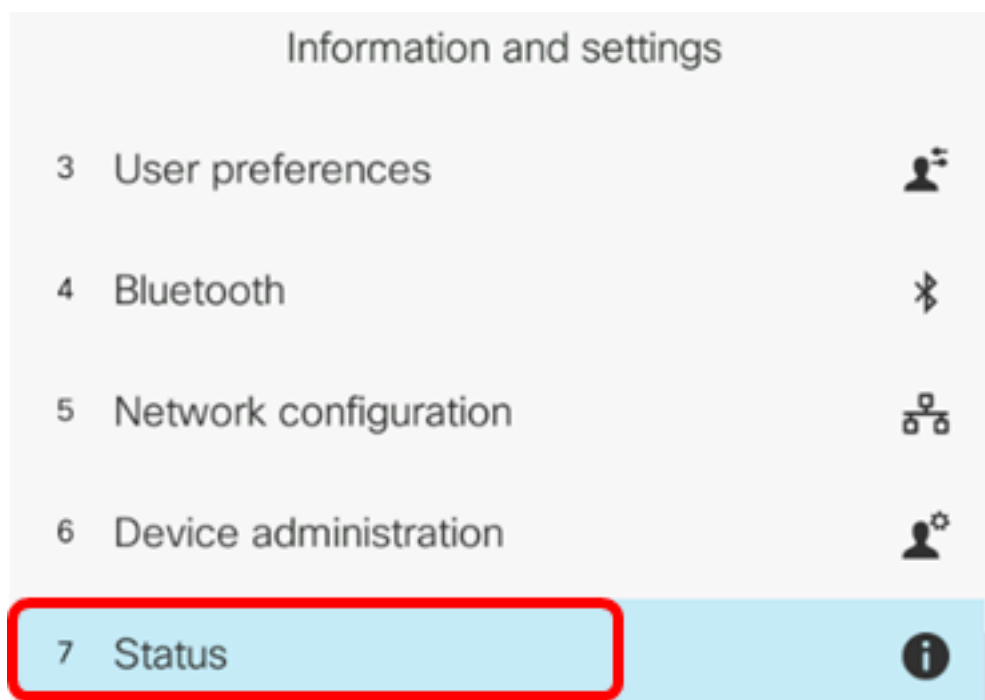 Information and settings
3 User preferences
4 Bluetooth
5 Network configuration
6 Device administration
7 Status